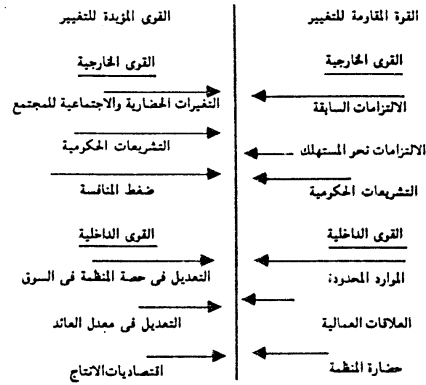 القوة المقاومة للتغيير
القوى الخارجية
الالتزامات السابقة
الالتزامات نحو المستهلك
التشريعات الحكومية
القوى الداخلية
الموارد المحدود:
العلاقات العمالية
حضارة المنظمة
القوى المؤيدة للتغيير
القوى الخارجية
التغيرات الحضارية والاجتماعية للمجتمع
التشريعات الحكومية
ضغط المنافسة
القوى الداخلية
التعديل فى حصة المنظمة فى السوق
التعديل فى معدل العائد
اقتصاديات الانتاج